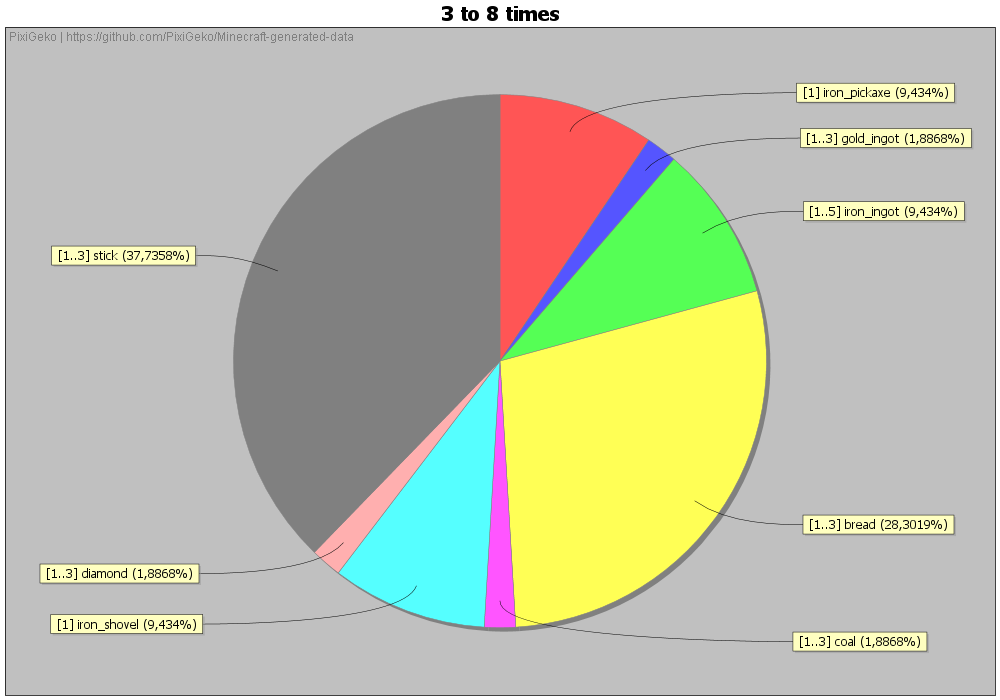 3 to 8 times
PixiGeko | https://github.com/PixiGeko/Minecraft-generated-data
[1] iron_pickaxe (9,434%)
[1..3] gold_ingot (1,8868%)
[1..5] iron_ingot (9,434%)
[1..3] stick (37,7358%)
[1..3] bread (28,3019%)
[1..3] diamond (1,8868%)
[1] iron_shovel (9,434%)
[1..3] coal (1,8868%)